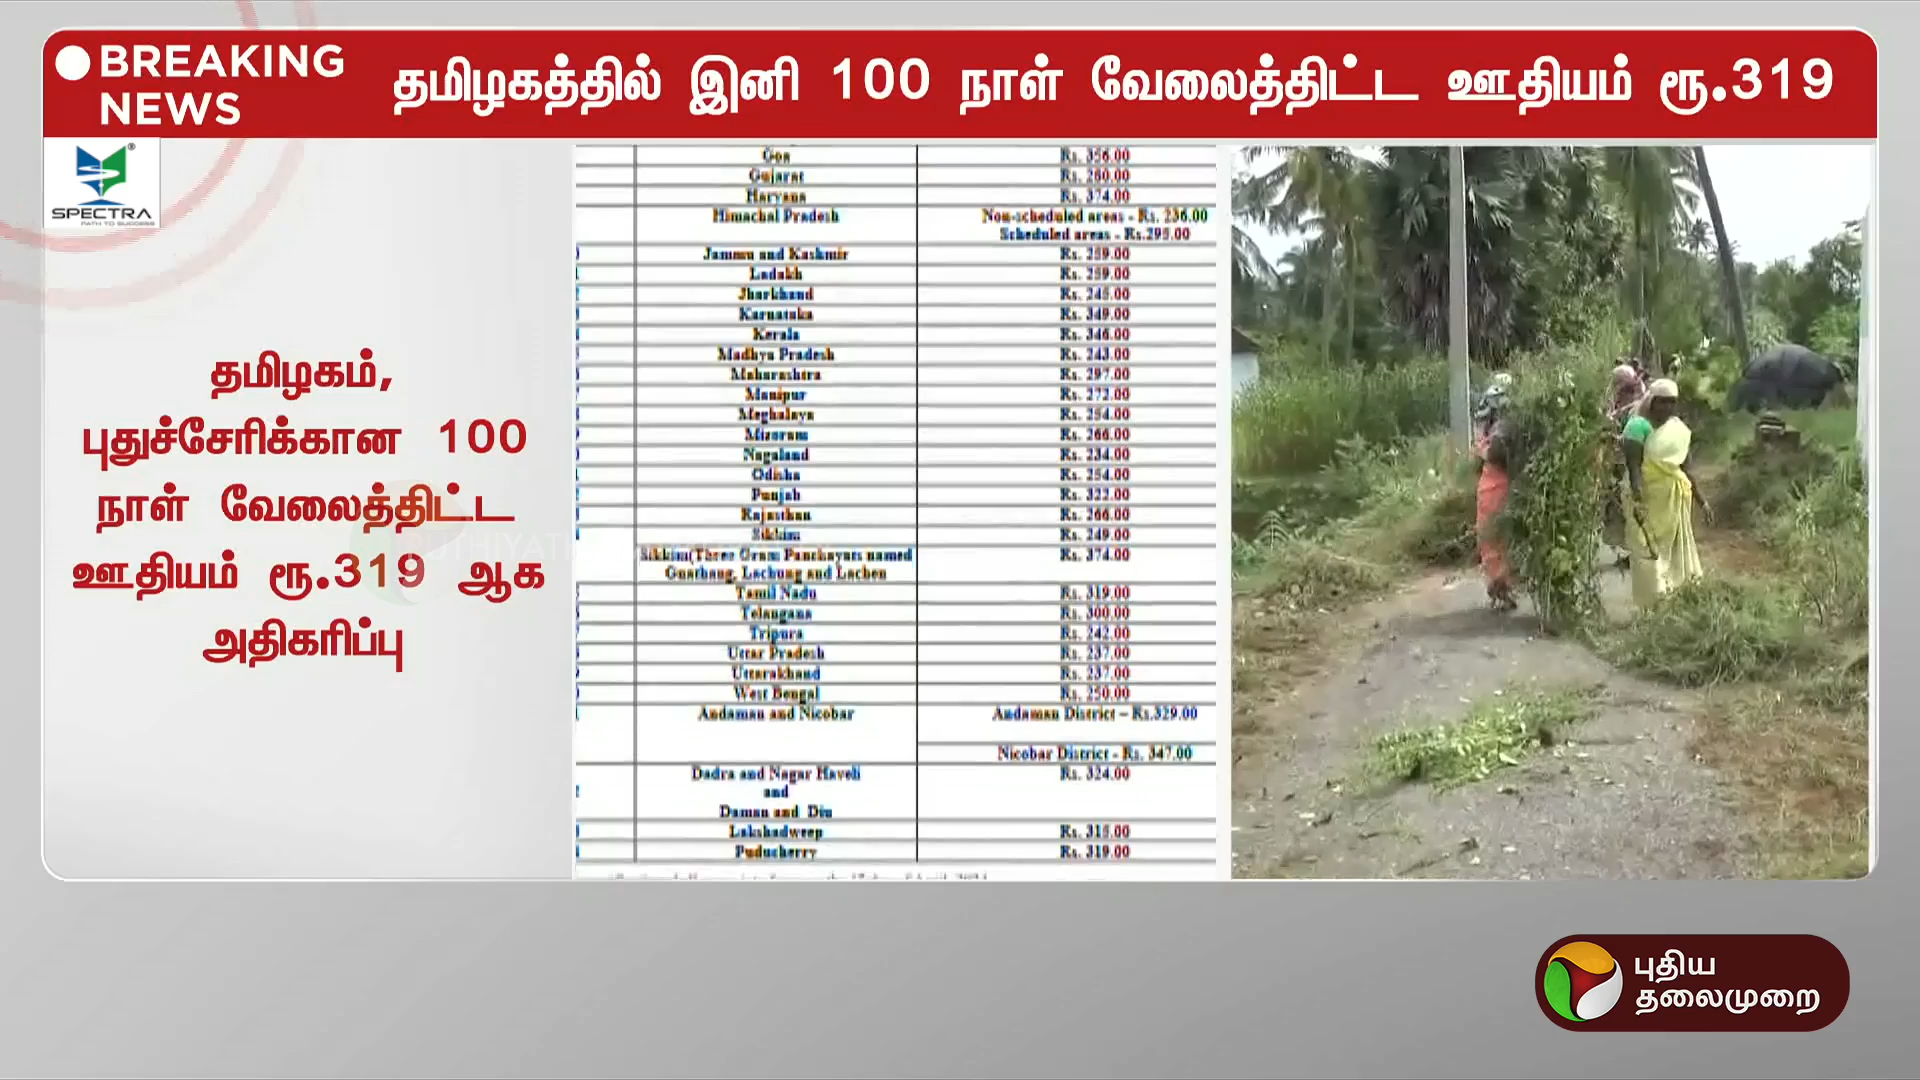 BREAKING
NEWS
தமிழகத்தில் இனி 100 நாள் வேலைத்திட்ட ஊதியம் ரூ.319
SPECTRA
PATH TO SUCCESS
தமிழகம்,
புதுச்சேரிக்கான 100
நாள் வேலைத்திட்ட
ஊதியம் ரூ.319 ஆக
அதிகரிப்பு
Goa Rs. 356.00
Gujarat Rs. 280.00
Haryana Rs. 374.00
Himachal Pradesh Non-scheduled areas - Rs. 236.00
Scheduled areas - Rs.295.00
Jammu and Kashmir Rs. 259.00
Ladakh Rs. 259.00
Jharkhand Rs. 245.00
Karnataka Rs. 349.00
Kerala Rs. 346.00
Madhya Pradesh Rs. 243.00
Maharashtra Rs. 297.00
Manipur Rs. 272.00
Meghalaya Rs. 254.00
Mizoram Rs. 266.00
Nagaland Rs. 234.00
Odisha Rs. 254.00
Punjab Rs. 322.00
Rajasthan Rs. 266.00
Sikkim Rs. 249.00
Sikkim(Three Gram Panchayats named Rs. 374.00
Gnathang, Lachung and Lachen
Tamil Nadu Rs. 319.00
Telangana Rs. 300.00
Tripura Rs. 242.00
Uttar Pradesh Rs. 237.00
Uttarakhand Rs. 237.00
West Bengal Rs. 250.00
Andaman and Nicobar Andaman District – Rs.329.00
Nicobar District - Rs. 347.00
Dadra and Nagar Haveli Rs. 324.00
and
Daman and Diu
Lakshadweep Rs. 315.00
Puducherry Rs. 319.00
புதிய
தலைமுறை